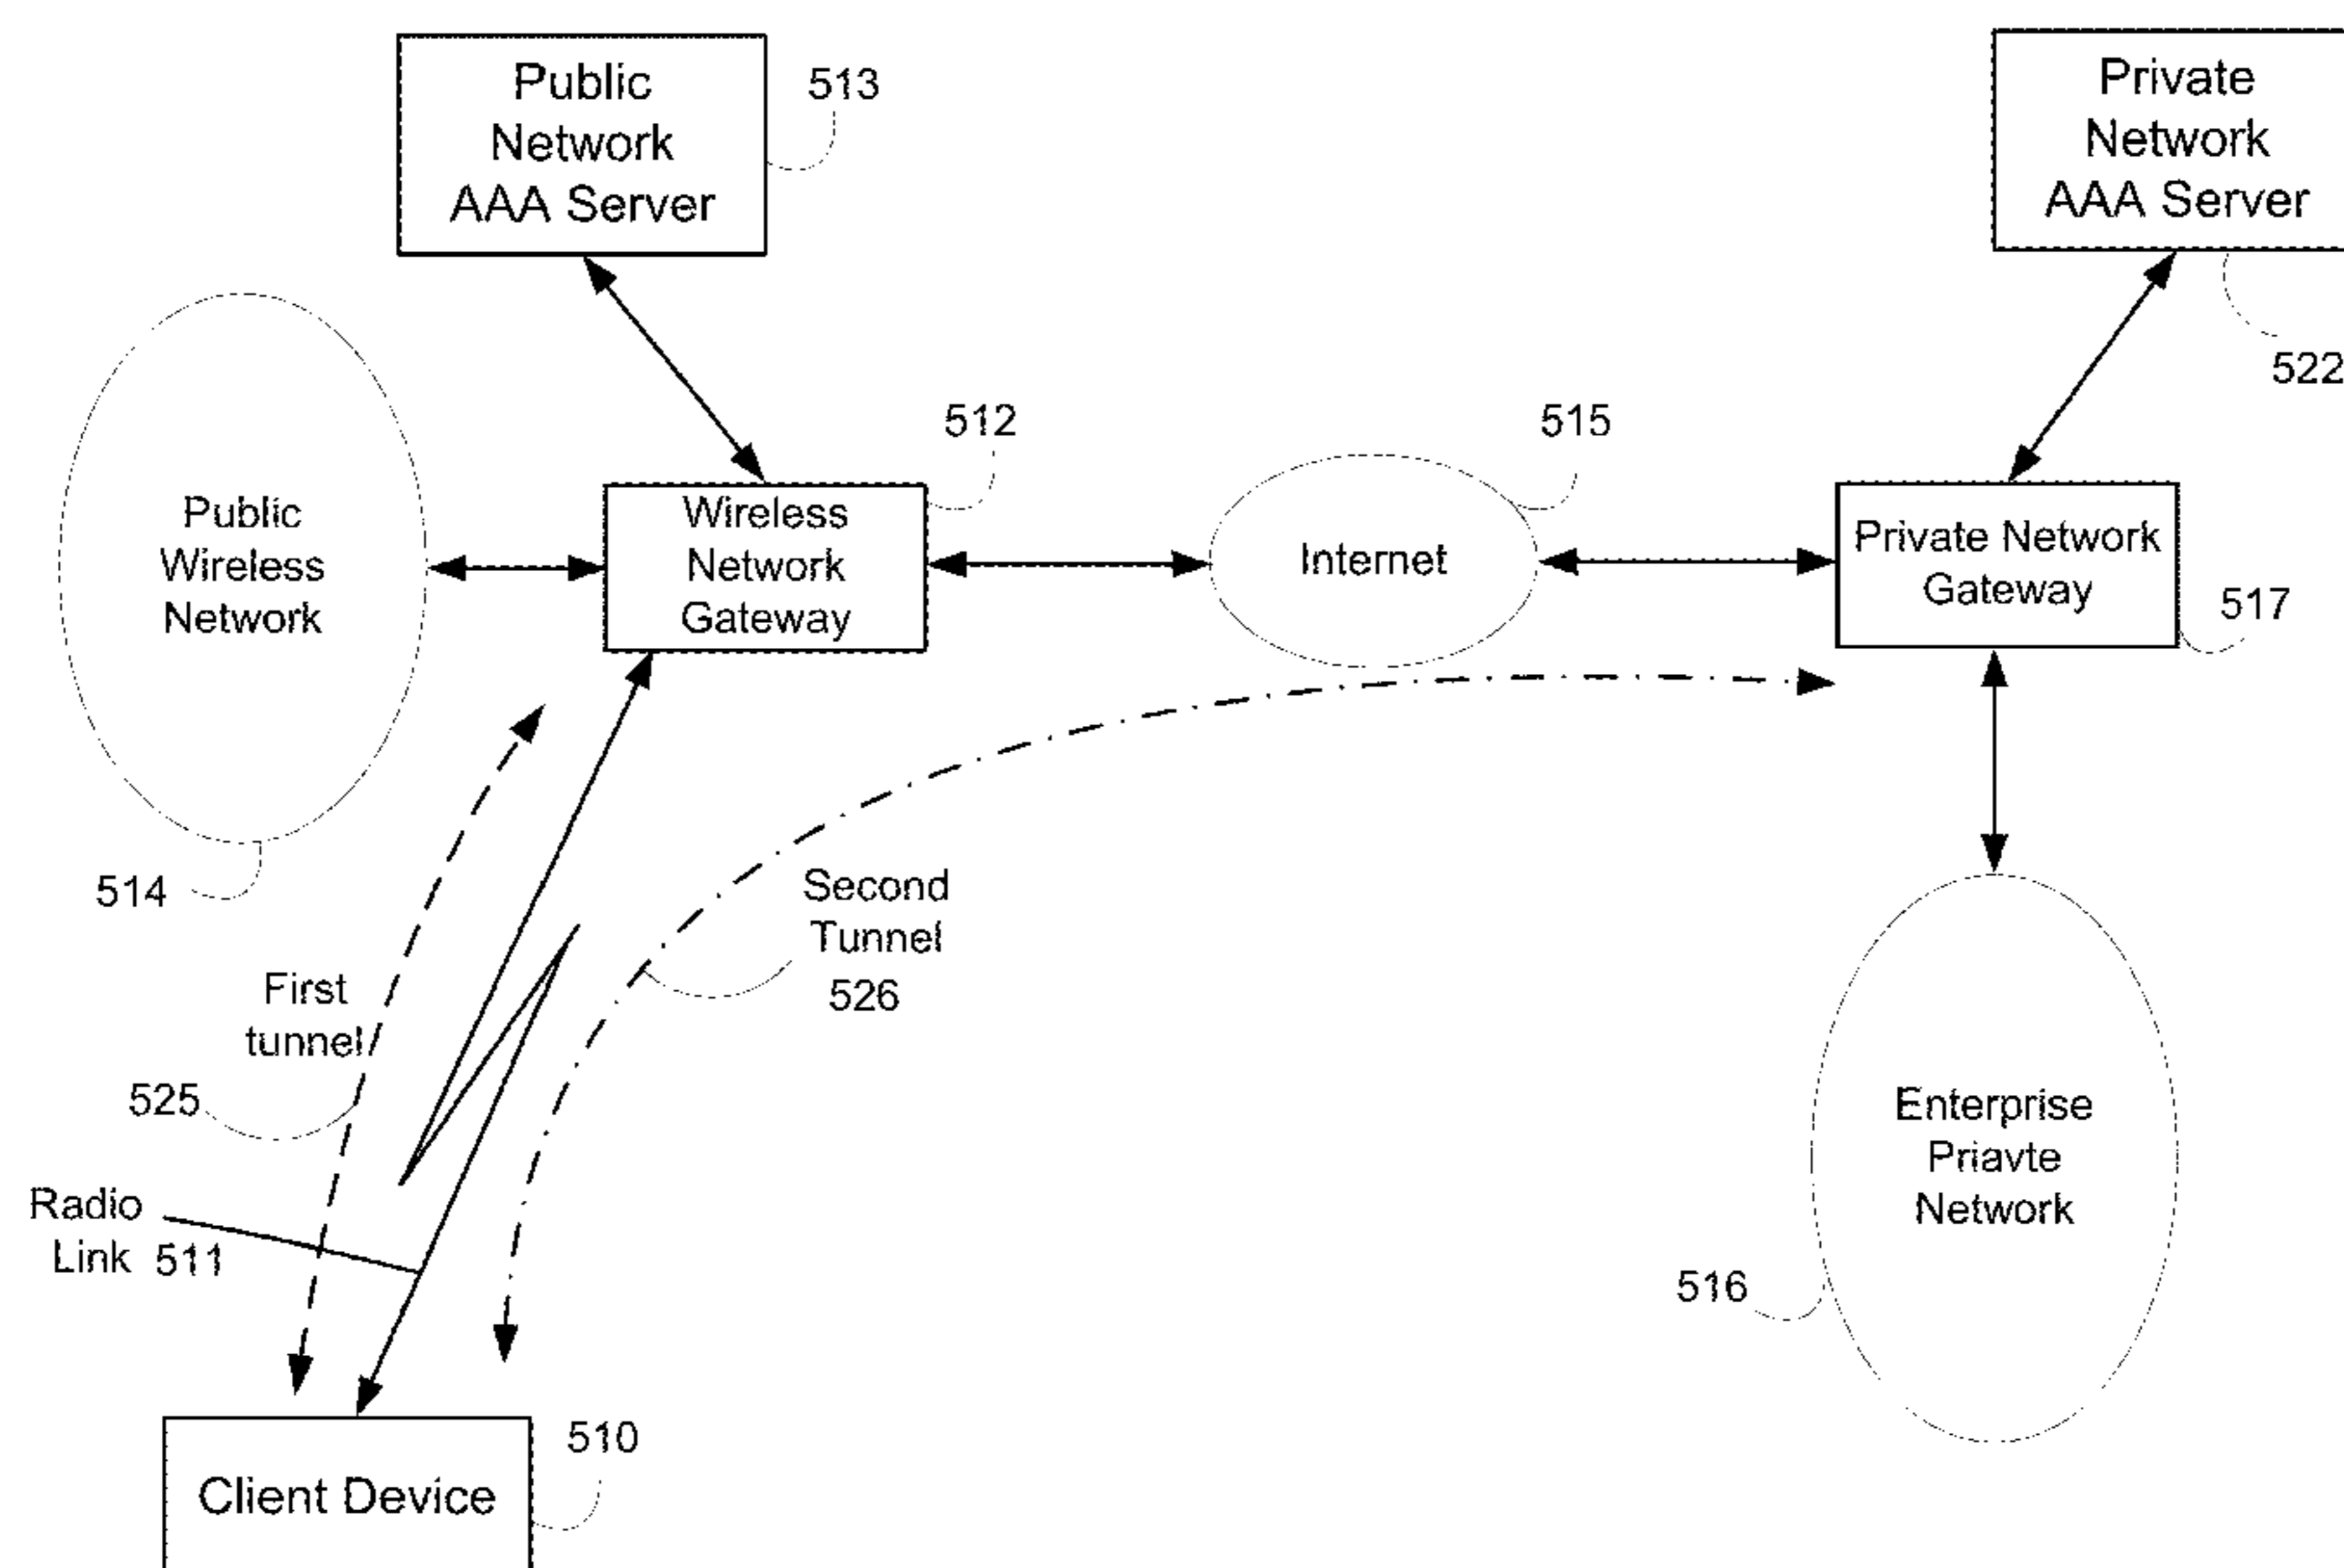 Public
Network
AAA Server
513
Private
Network
AAA Server
522
512
515
Public
Wireless
Network
Wireless
Network
Gateway
Internet
Private Network
Gateway
517
514
Second
Tunnel
526
First
tunnel
525
Radio
Link 511
Enterprise
Priavte
Network
516
510
Client Device